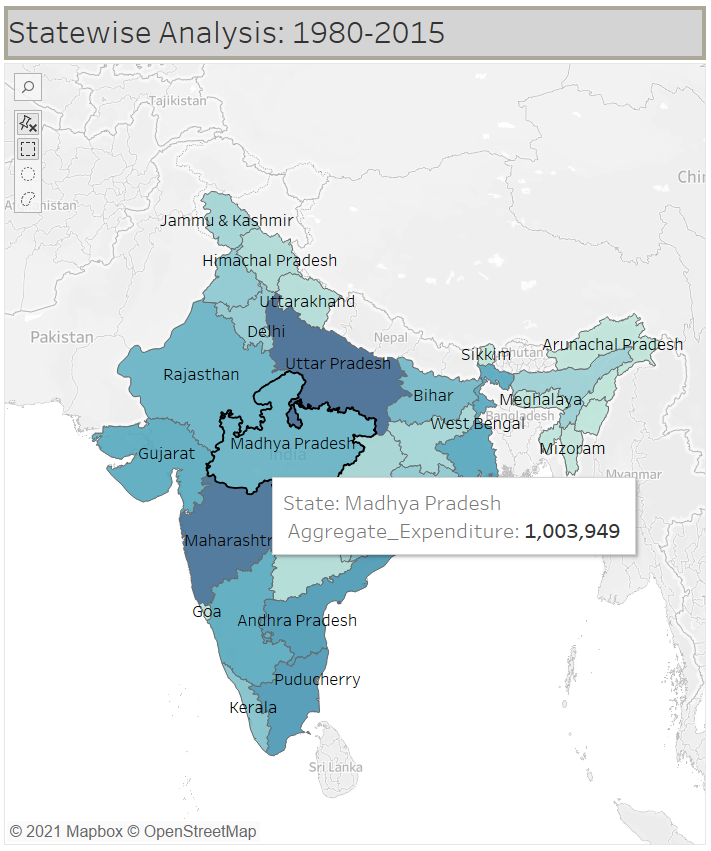 Statewise Analysis: 1980-2015
Tajikistan
Chin
Jammu & Kashmir
Himachal Pradesh
Uttarakhand
Delhi
Pakistan
Nepal
Sikkim
Bhutan
Arunachal Pradesh
Uttar Pradesh
Rajasthan
Bihar
Meghalaya
Bangladesh
West Bengal
Madhya Pradesh
India
Gujarat
Mizoram
Myanmar
State: Madhya Pradesh
Aggregate_Expenditure: 1,003,949
Maharashtr
Goa
Andhra Pradesh
Puducherry
Kerala
Sri Lanka
© 2021 Mapbox © OpenStreetMap